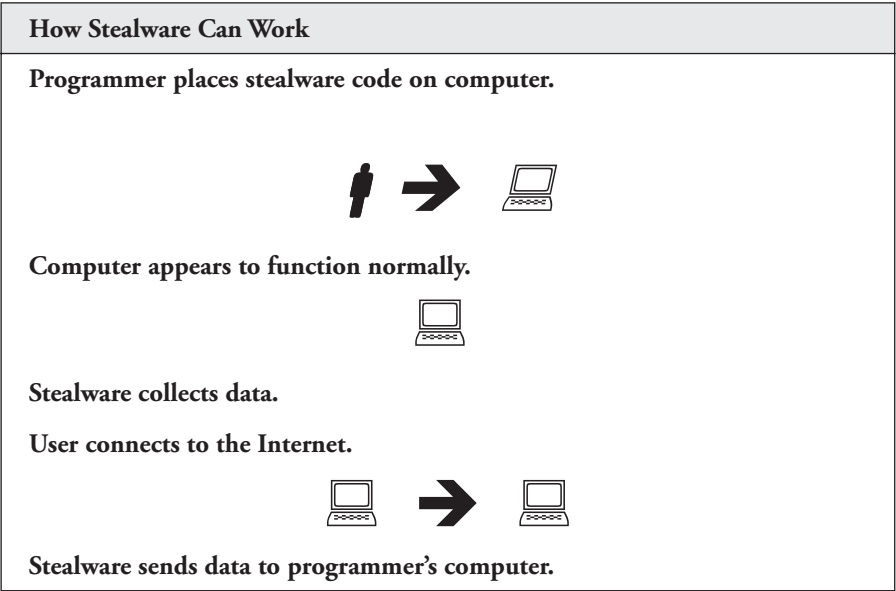 How Stealware Can Work
Programmer places stealware code on computer.
Computer appears to function normally.
Stealware collects data.
User connects to the Internet.
Stealware sends data to programmer’s computer.